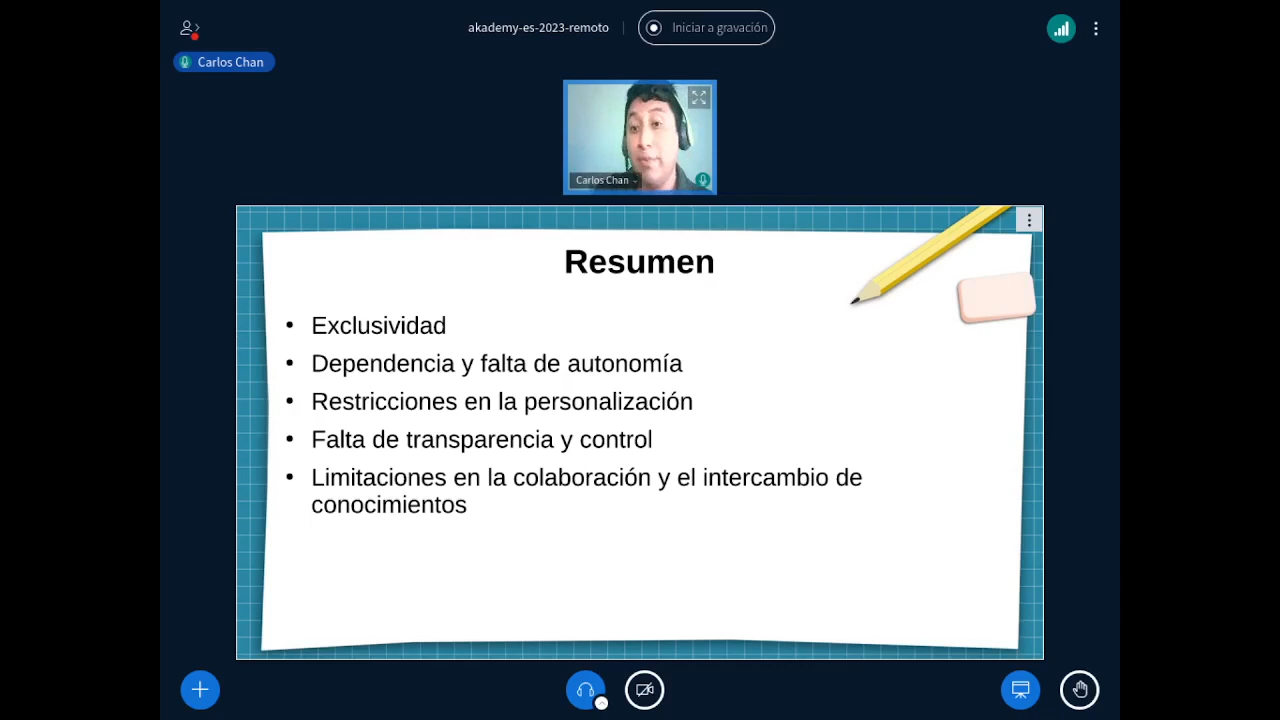 akademy-es-2023-remoto
Iniciar a gravación
Carlos Chan
Carlos Chan
Resumen
• Exclusividad
• Dependencia y falta de autonomía
• Restricciones en la personalización
• Falta de transparencia y control
• Limitaciones en la colaboración y el intercambio de
conocimientos